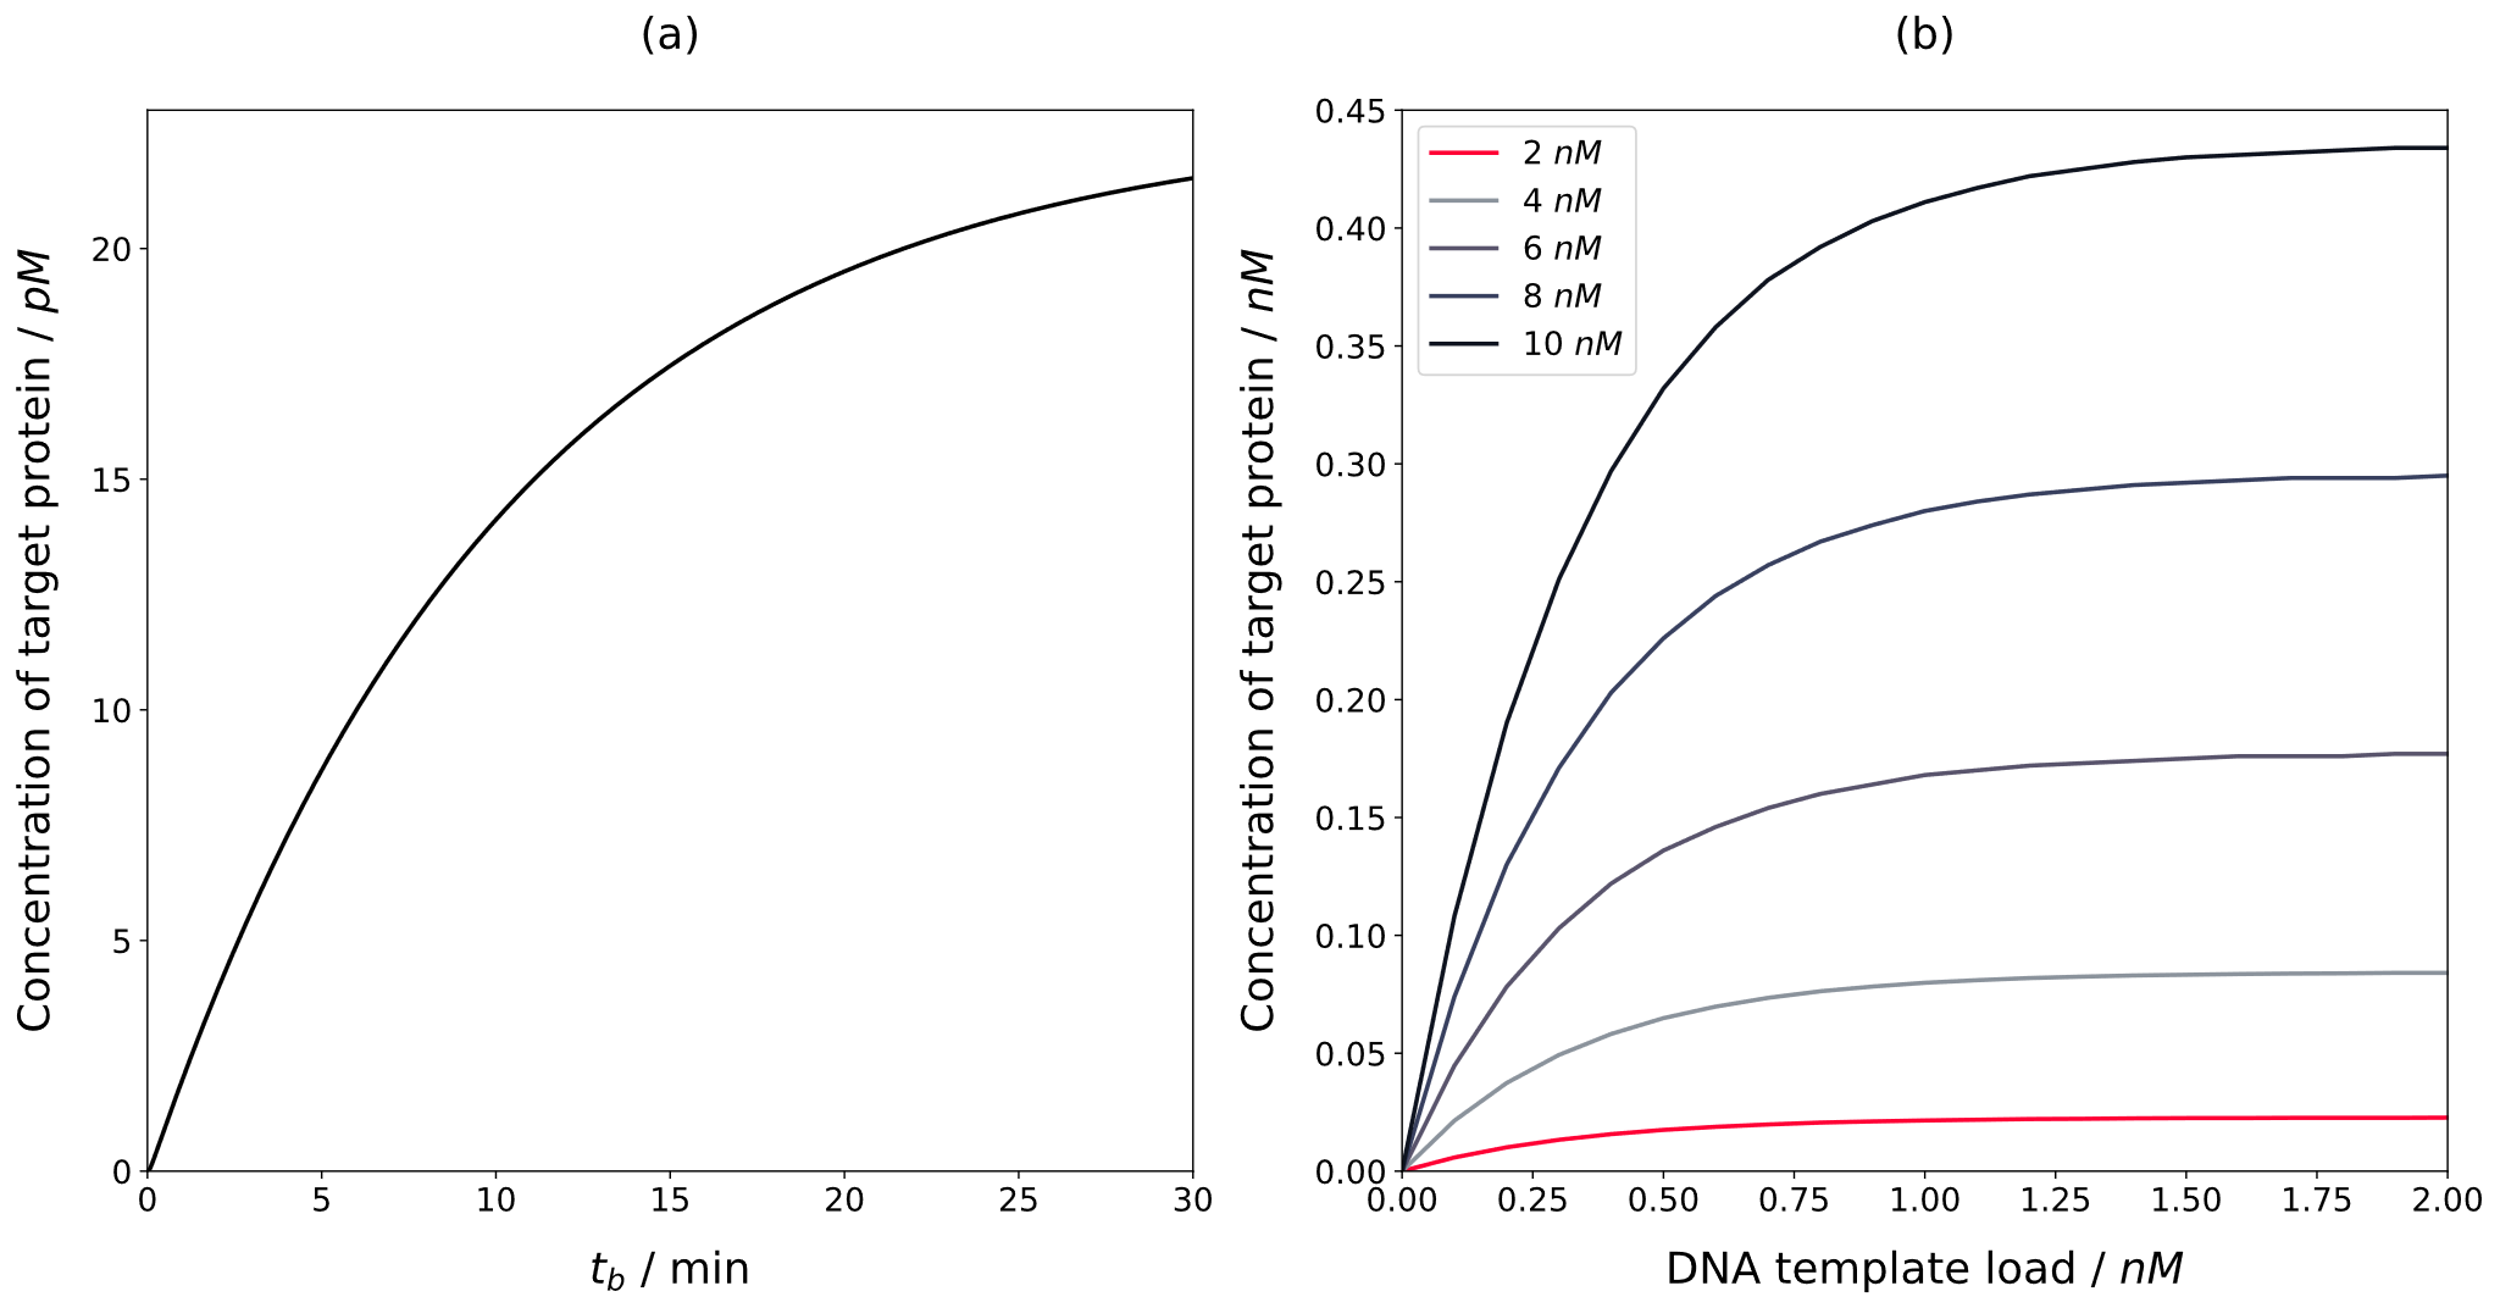 (a)
Concentration of target protein / pM
20
15
10
5
0
0 5 10 15 20 25 30
t_b / min
(b)
Concentration of target protein / nM
0.45
0.40
0.35
0.30
0.25
0.20
0.15
0.10
0.05
0.00
2 nM
4 nM
6 nM
8 nM
10 nM
0.00 0.25 0.50 0.75 1.00 1.25 1.50 1.75 2.00
DNA template load / nM